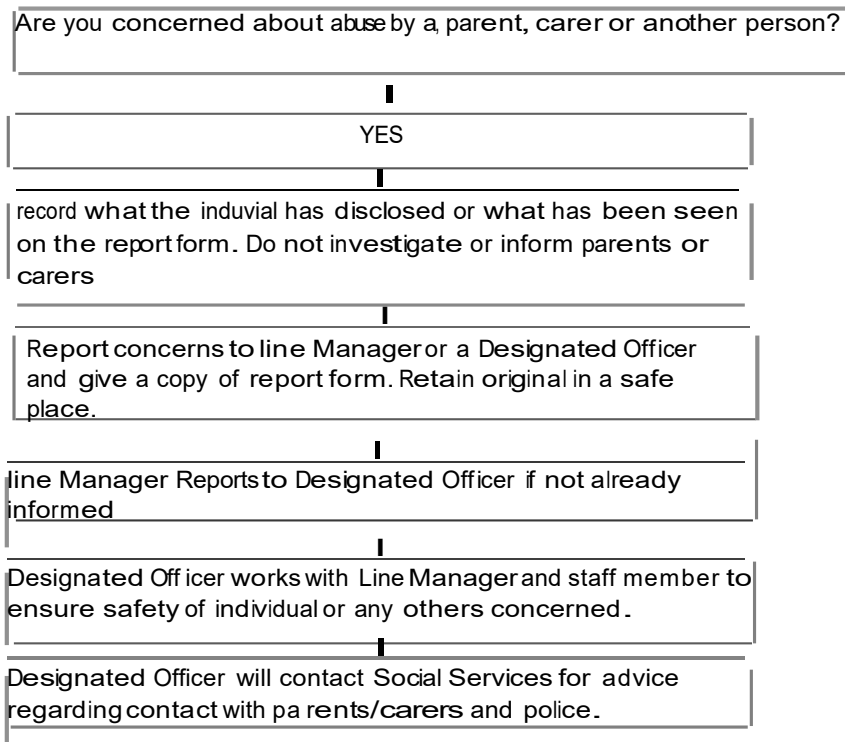 Are you concerned about abuse by a, parent, carer or another person?
YES
record what the induvial has disclosed or what has been seen
on the report form. Do not investigate or inform parents or
carers
Report concerns to line Manager or a Designated Officer
and give a copy of report form. Retain original in a safe
place.
line Manager Reports to Designated Officer if not already
informed
Designated Officer works with Line Manager and staff member to
ensure safety of individual or any others concerned.
Designated Officer will contact Social Services for advice
regarding contact with pa rents/carers and police.